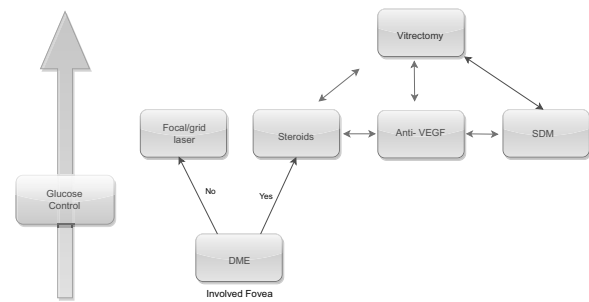 Vitrectomy
Focal/grid
laser
Steroids
Anti- VEGF
SDM
No
Yes
Glucose
Control
DME
Involved Fovea